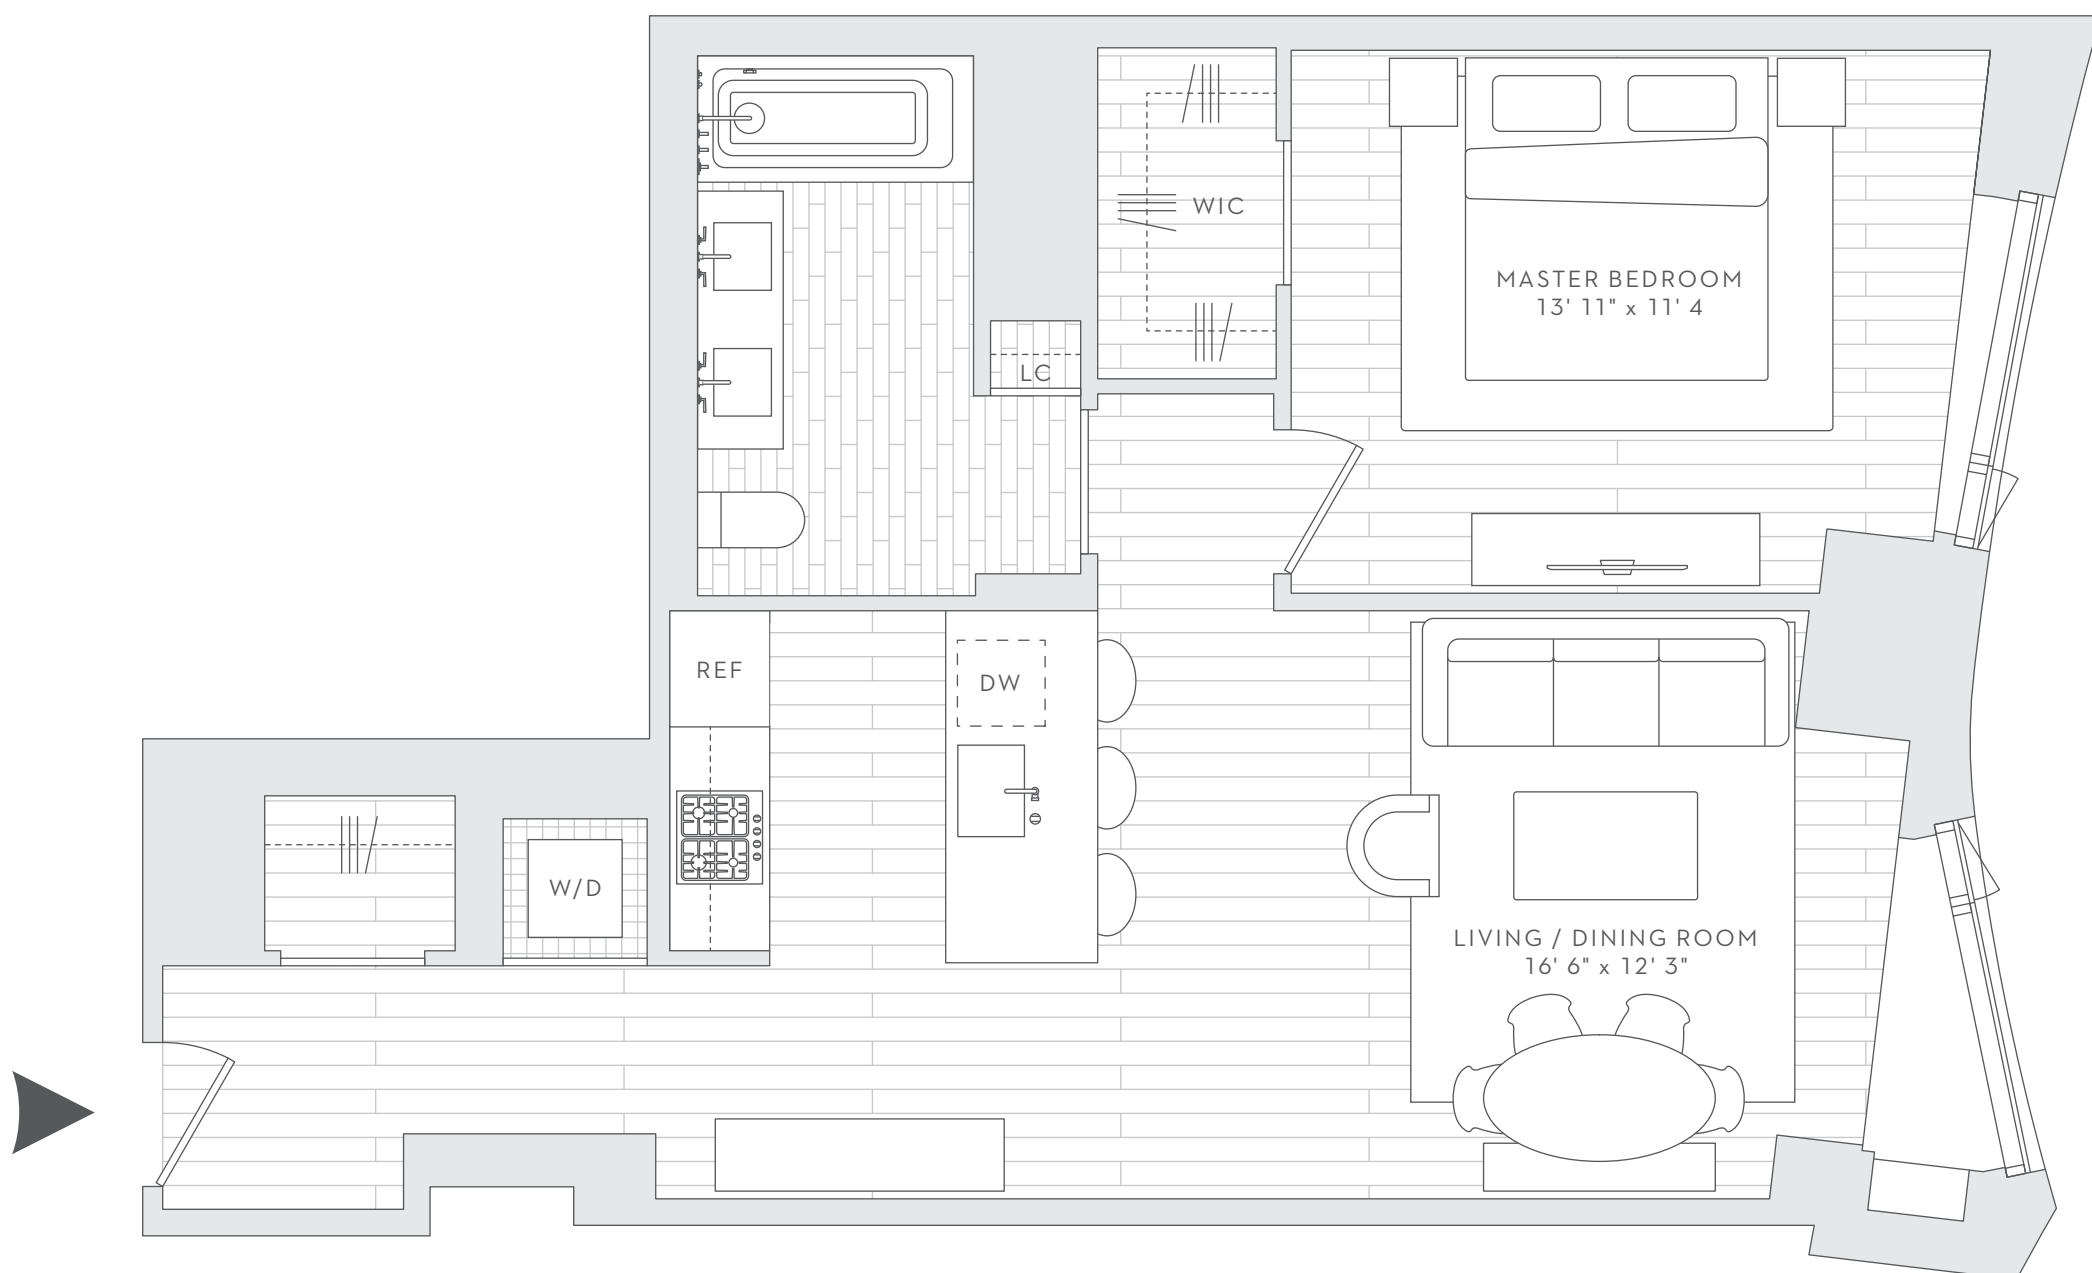 WIC
MASTER BEDROOM
13' 11" x 11' 4
LC
REF
DW
W/D
LIVING / DINING ROOM
16' 6" x 12' 3"